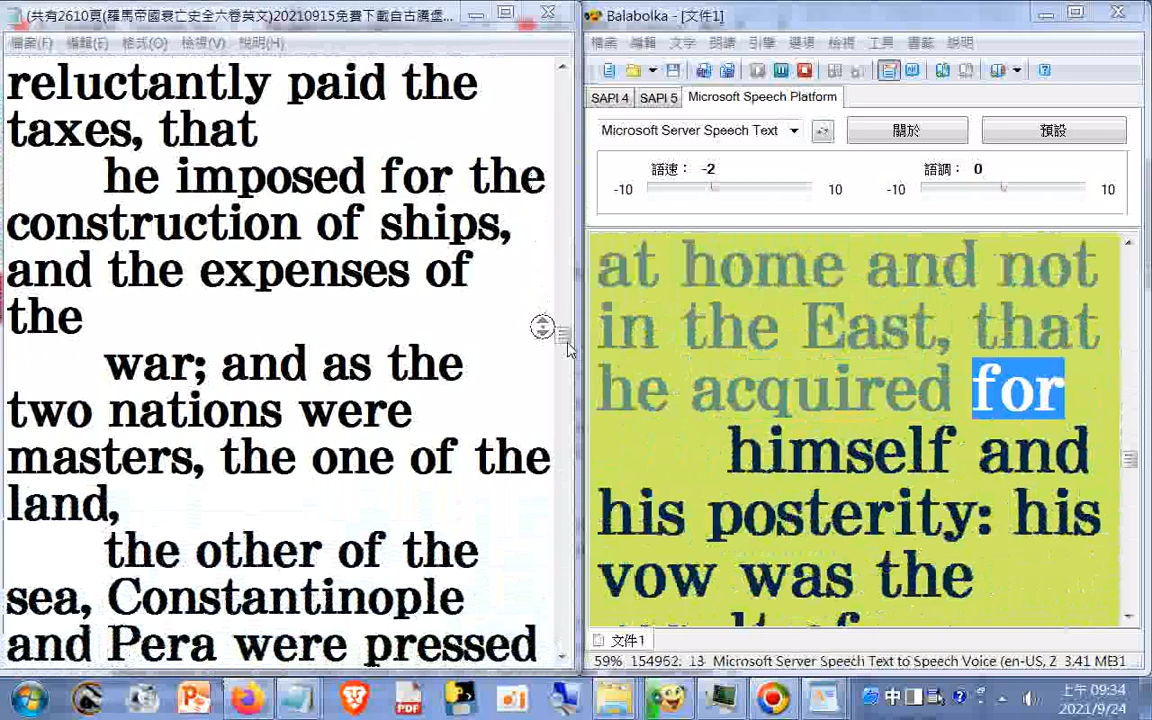 (共有2610頁(羅馬帝國衰亡史全六卷英文)20210915免費下載自古騰堡...
檔案(F) 編輯(E) 格式(O) 檢視(V) 說明(H)
reluctantly paid the
taxes, that
he imposed for the
construction of ships,
and the expenses of
the
war; and as the
two nations were
masters, the one of the
land,
the other of the
sea, Constantinople
and Pera were pressed
Balabolka - [文件1]
檔案 編輯 文字 朗讀 引擎 選項 檢視 工具 書籤 說明
SAPI 4 SAPI 5 Microsoft Speech Platform
Microsoft Server Speech Text 關於 預設
語速： -2 語調： 0
-10 10 -10 10
at home and not
in the East, that
he acquired for
himself and
his posterity: his
vow was the
文件1
59% 154952. 13 Microsoft Server Speech Text to Speech Voice (en-US, Z 3.41 MB1
PDF 中 上午 09:34
2021/9/24